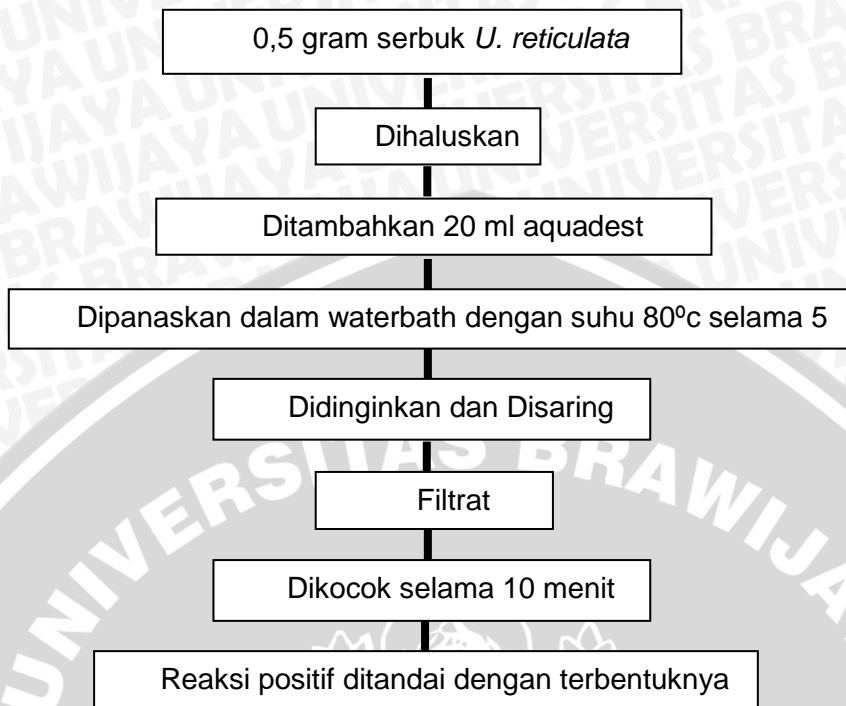 0,5 gram serbuk U. reticulata
Dihaluskan
Ditambahkan 20 ml aquadest
Dipanaskan dalam waterbath dengan suhu 80⁰c selama 5
Didinginkan dan Disaring
Filtrat
Dikocok selama 10 menit
Reaksi positif ditandai dengan terbentuknya